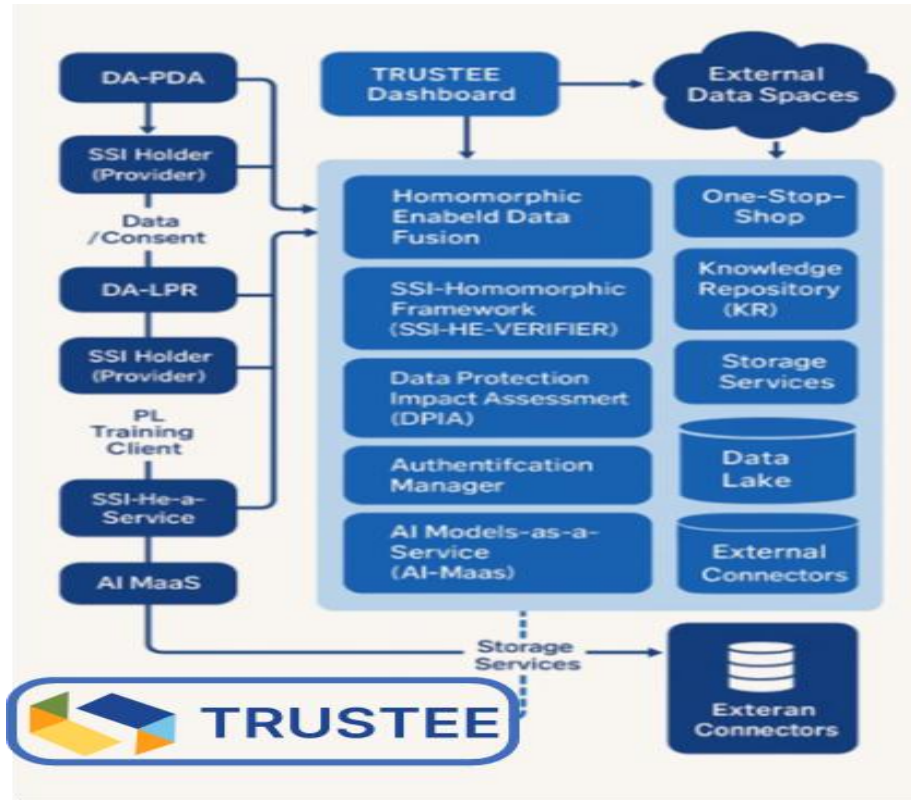 DA-PDA
SSI Holder
(Provider)
Data
/Consent
DA-LPR
SSI Holder
(Provider)
PL
Training
Client
SSI-He-a-
Service
AI MaaS
TRUSTEE
Dashboard
External
Data Spaces
Homomorphic
Enabeld Data
Fusion
SSI-Homomorphic
Framework
(SSI-HE-VERIFIER)
Data Protection
Impact Assessmert
(DPIA)
Authentifcation
Manager
AI Models-as-a-
Service
(AI-Maas)
One-Stop-
Shop
Knowledge
Repository
(KR)
Storage
Services
Data
Lake
External
Connectors
Storage
Services
Exteran
Connectors
TRUSTEE